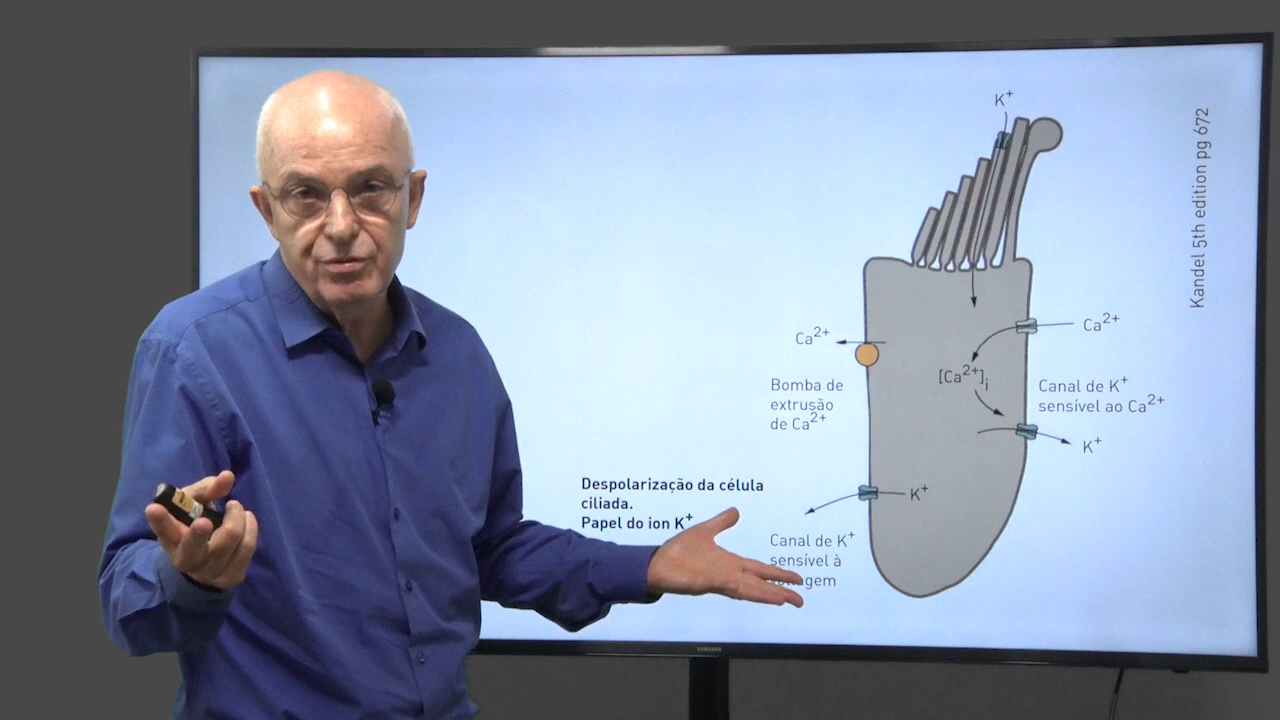 K+
Kandel 5th edition pg 672
Ca2+
Ca2+
[Ca2+]i
Bomba de
extrusão
de Ca2+
Canal de K+
sensível ao Ca2+
K+
Despolarização da célula
ciliada.
Papel do ion K+
K+
Canal de K+
sensível à
SAMSUNG